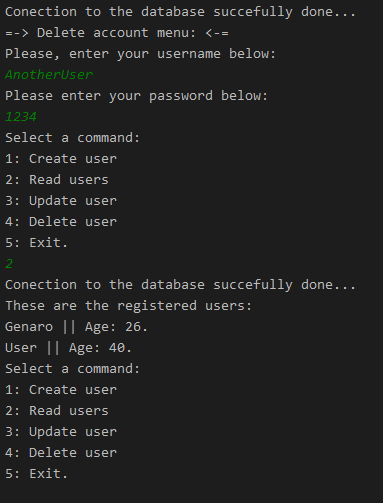 Conection to the database succefully done...
=-> Delete account menu: <-=
Please, enter your username below:
AnotherUser
Please enter your password below:
1234
Select a command:
1: Create user
2: Read users
3: Update user
4: Delete user
5: Exit.
2
Conection to the database succefully done...
These are the registered users:
Genaro || Age: 26.
User || Age: 40.
Select a command:
1: Create user
2: Read users
3: Update user
4: Delete user
5: Exit.